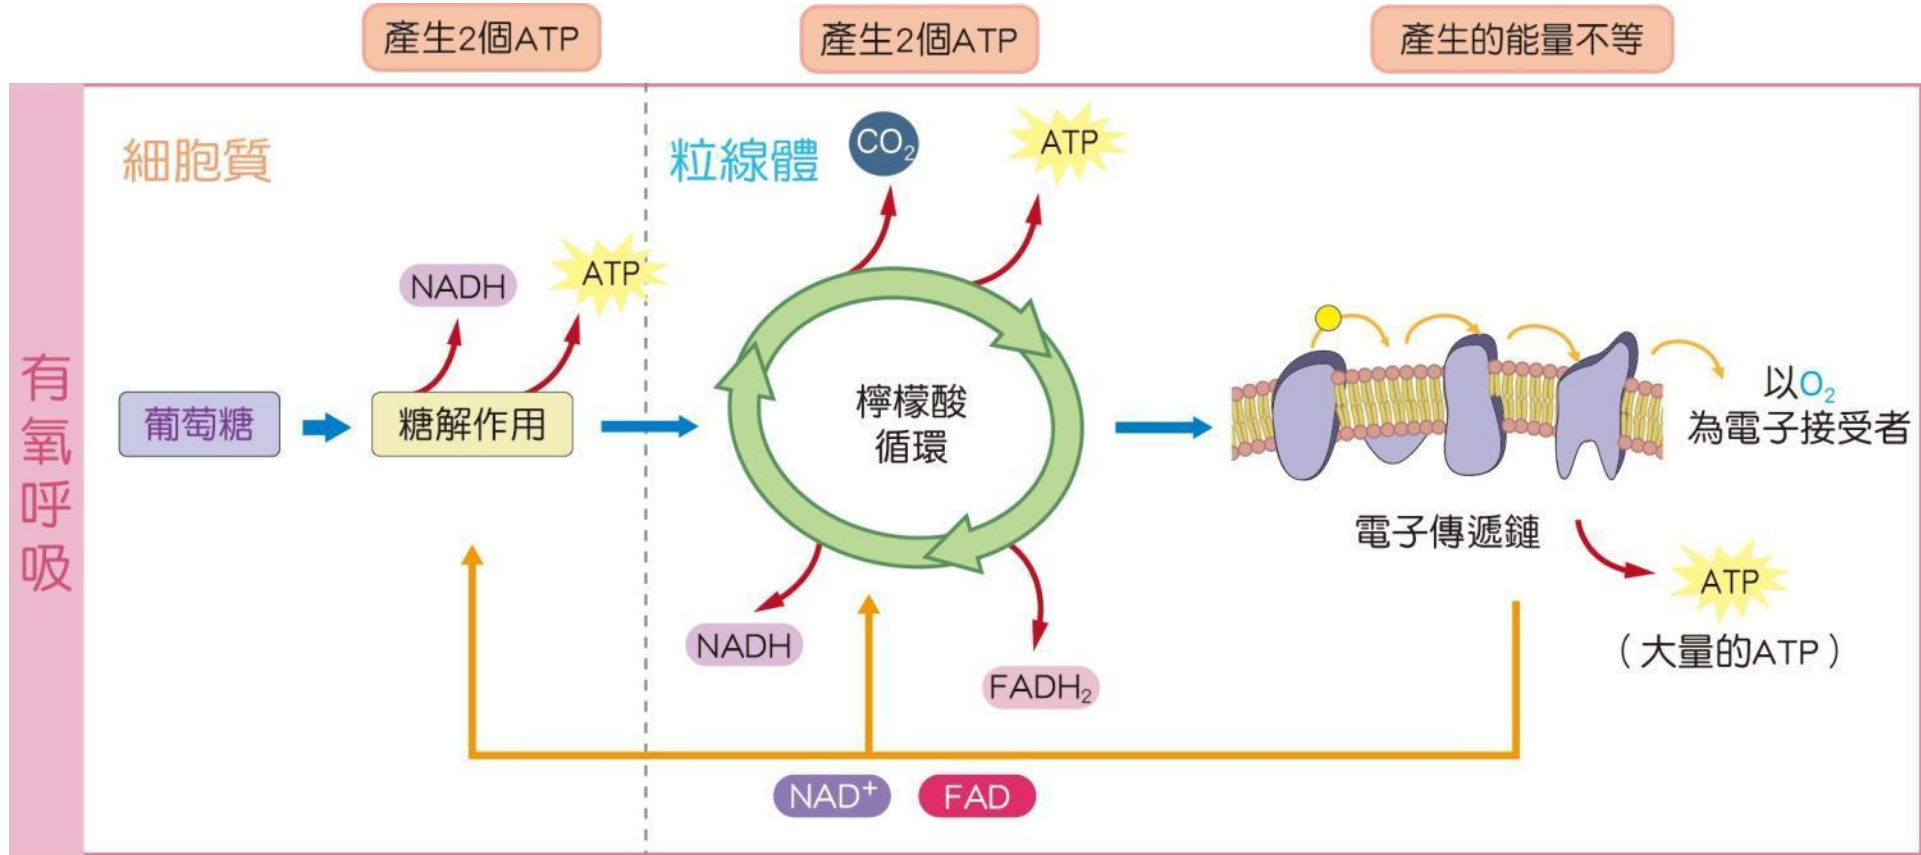 產生2個ATP
產生2個ATP
產生的能量不等
有氧呼吸
細胞質
粒線體
CO₂
ATP
NADH
ATP
葡萄糖
糖解作用
檸檬酸
循環
以O₂
為電子接受者
電子傳遞鏈
ATP
（大量的ATP）
NADH
FADH₂
NAD⁺
FAD